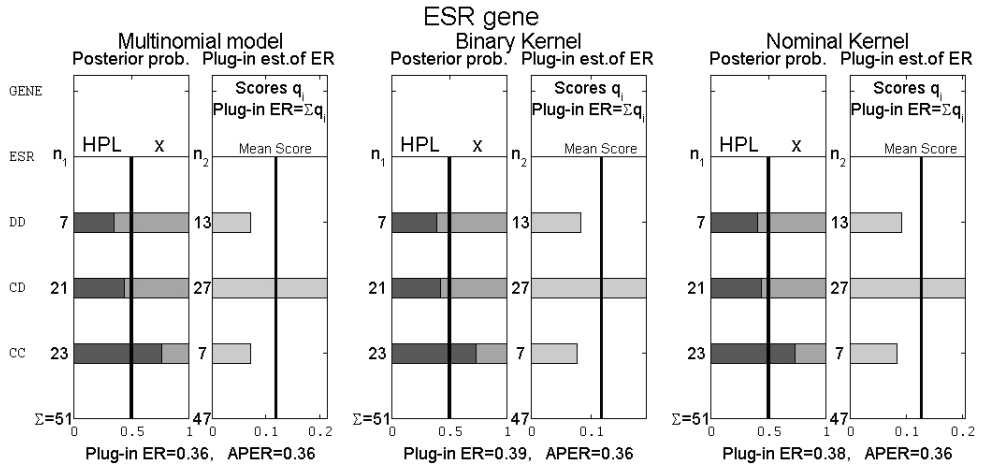 ESR gene
Multinomial model Binary Kernel Nominal Kernel
Posterior prob. Plug-in est.of ER Posterior prob. Plug-in est.of ER Posterior prob. Plug-in est.of ER
GENE Scores qi Scores qi Scores qi
Plug-in ER=Σqi Plug-in ER=Σqi Plug-in ER=Σqi
ESR n1 HPL x n2 Mean Score n1 HPL x n2 Mean Score n1 HPL x n2 Mean Score
DD 7 13 7 13 7 13
CD 21 27 21 27 21 27
CC 23 7 23 7 23 7
Σ=51 47 Σ=51 47 Σ=51 47
0 0.5 1 0 0.1 0.2 0 0.5 1 0 0.1 0 0.5 1 0 0.1 0.2
Plug-in ER=0.36, APER=0.36 Plug-in ER=0.39, APER=0.36 Plug-in ER=0.38, APER=0.36